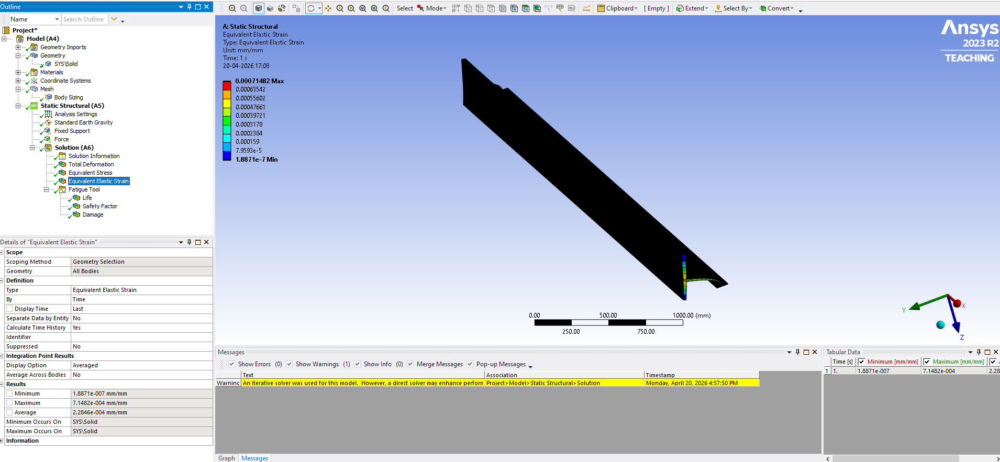 Outline
Name
Search Outline
Project*
Model (A4)
Geometry Imports
Geometry
SYS\Solid
Materials
Coordinate Systems
Mesh
Body Sizing
Static Structural (A5)
Analysis Settings
Standard Earth Gravity
Fixed Support
Force
Solution (A6)
Solution Information
Total Deformation
Equivalent Stress
Equivalent Elastic Strain
Fatigue Tool
Life
Safety Factor
Damage
Details of "Equivalent Elastic Strain"
Scope
Scoping Method Geometry Selection
Geometry All Bodies
Definition
Type Equivalent Elastic Strain
By Time
Display Time Last
Separate Data by Entity No
Calculate Time History Yes
Identifier
Suppressed No
Integration Point Results
Display Option Averaged
Average Across Bodies No
Results
Minimum 1.8871e-007 mm/mm
Maximum 7.1482e-004 mm/mm
Average 2.2846e-004 mm/mm
Minimum Occurs On SYS\Solid
Maximum Occurs On SYS\Solid
Information
Select Mode Clipboard [ Empty ] Extend Select By Convert
A: Static Structural
Equivalent Elastic Strain
Type: Equivalent Elastic Strain
Unit: mm/mm
Time: 1 s
20-04-2026 17:08
0.00071482 Max
0.00063542
0.00055602
0.00047661
0.00039721
0.0003178
0.0002384
0.000159
7.9593e-5
1.8871e-7 Min
Ansys
2023 R2
TEACHING
0.00 500.00 1000.00 (mm)
250.00 750.00
Y X
Z
Messages
Show Errors (0) Show Warnings (1) Show Info (0) Merge Messages Pop-up Messages
Text Association Timestamp
Warninc An iterative solver was used for this model. However, a direct solver may enhance perforn Project>Model>Static Structural>Solution Monday, April 20, 2026 4:57:50 PM
Graph Messages
Tabular Data
Time [s] Minimum [mm/mm] Maximum [mm/mm]
1 1. 1.8871e-007 7.1482e-004 2.28